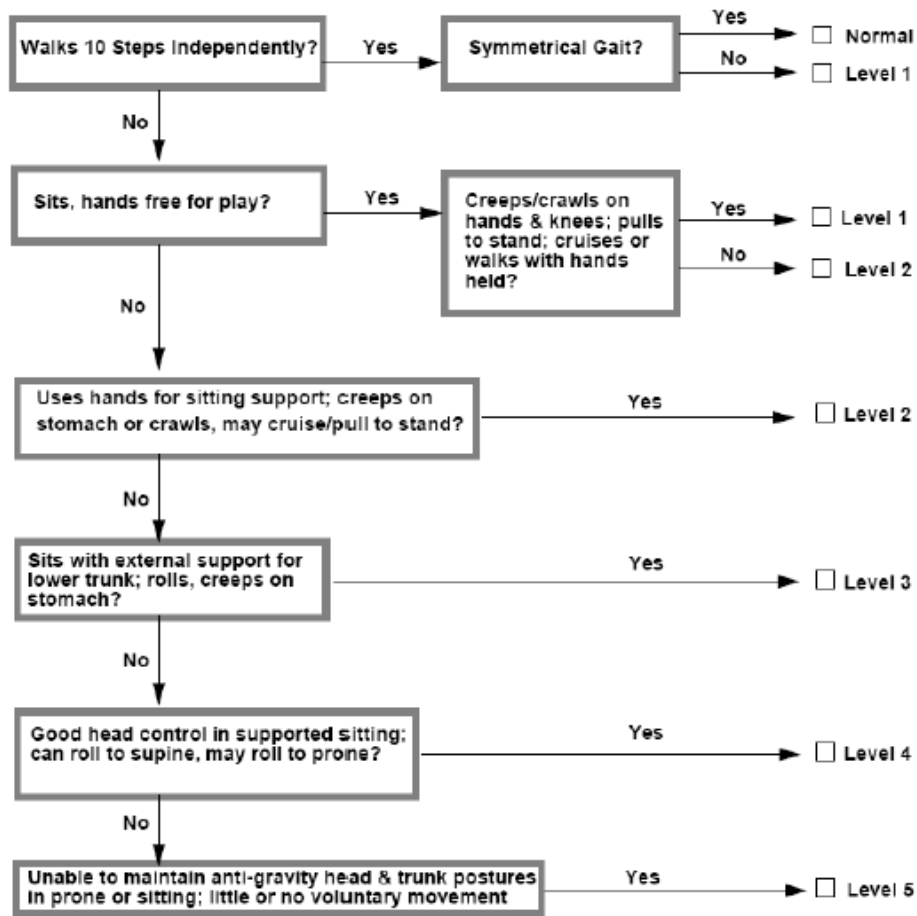 Walks 10 Steps Independently?
Yes
Symmetrical Gait?
Yes
Normal
No
Level 1
No
Sits, hands free for play?
Yes
Creeps/crawls on
hands & knees; pulls
to stand; cruises or
walks with hands
held?
Yes
Level 1
No
Level 2
No
Uses hands for sitting support; creeps on
stomach or crawls, may cruise/pull to stand?
Yes
Level 2
No
Sits with external support for
lower trunk; rolls, creeps on
stomach?
Yes
Level 3
No
Good head control in supported sitting;
can roll to supine, may roll to prone?
Yes
Level 4
No
Unable to maintain anti-gravity head & trunk postures
in prone or sitting; little or no voluntary movement
Yes
Level 5